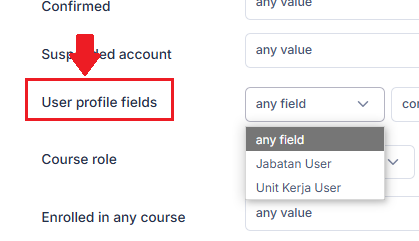 Confirmed
any value
Suspended account
any value
User profile fields
any field
any field
Course role
Jabatan User
Unit Kerja User
Enrolled in any course
any value